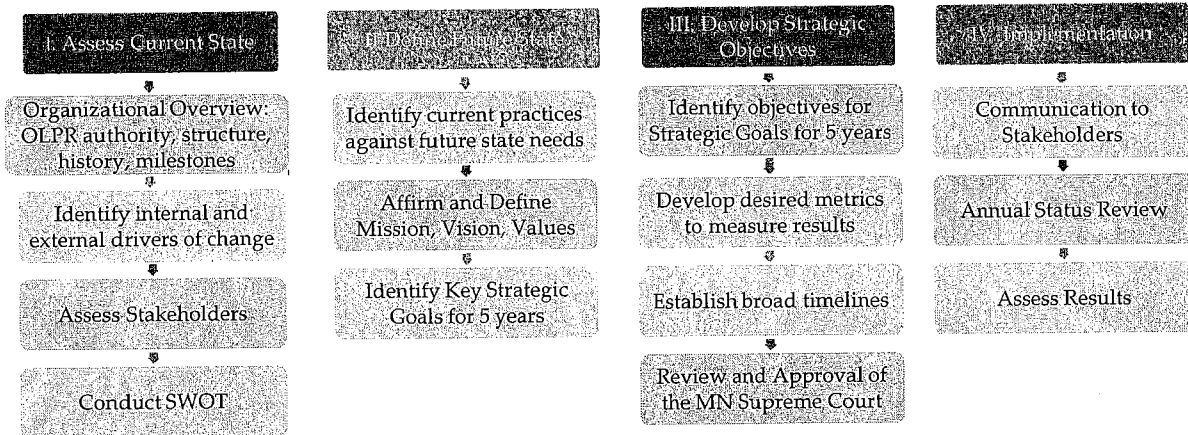 I. Assess Current State
Organizational Overview:
OLPR authority, structure,
history, milestones
Identify internal and
external drivers of change
Assess Stakeholders
Conduct SWOT
II. Define Future State
Identify current practices
against future state needs
Affirm and Define
Mission, Vision, Values
Identify Key Strategic
Goals for 5 years
III. Develop Strategic
Objectives
Identify objectives for
Strategic Goals for 5 years
Develop desired metrics
to measure results
Establish broad timelines
Review and Approval of
the MN Supreme Court
IV. Implementation
Communication to
Stakeholders
Annual Status Review
Assess Results